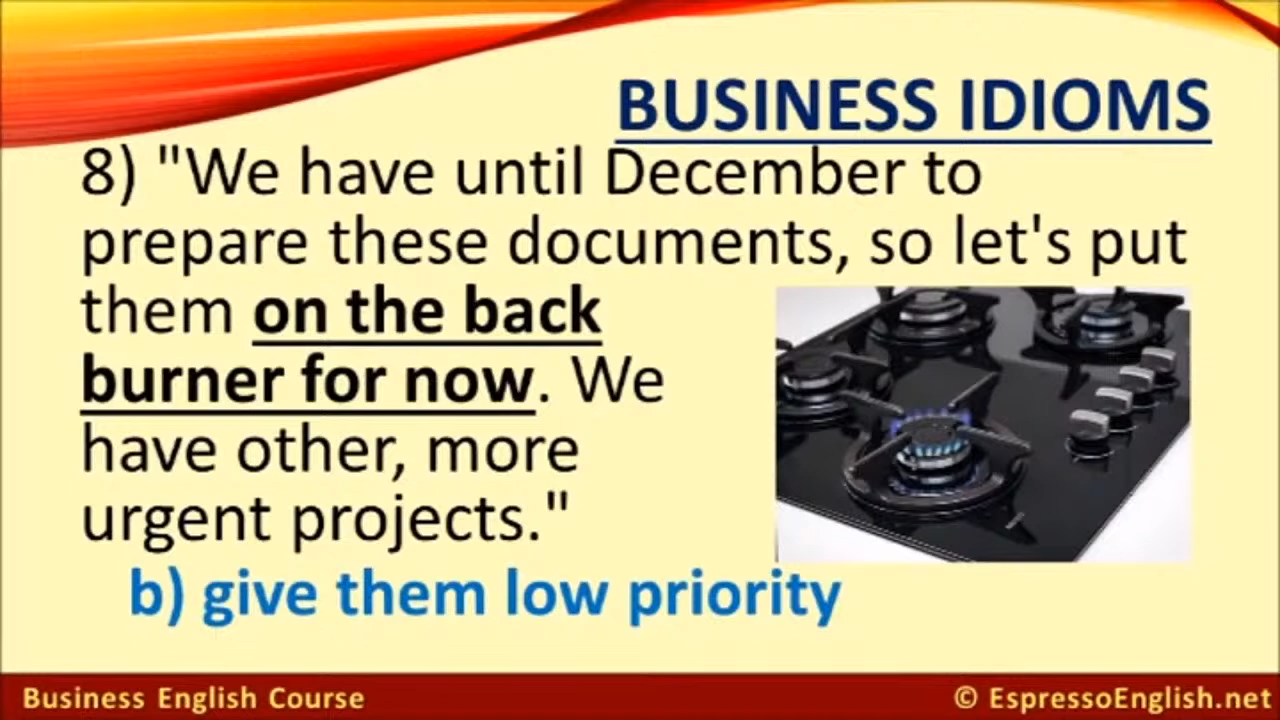 BUSINESS IDIOMS
8) "We have until December to
prepare these documents, so let's put
them on the back
burner for now. We
have other, more
urgent projects."
b) give them low priority
Business English Course
© EspressoEnglish.net